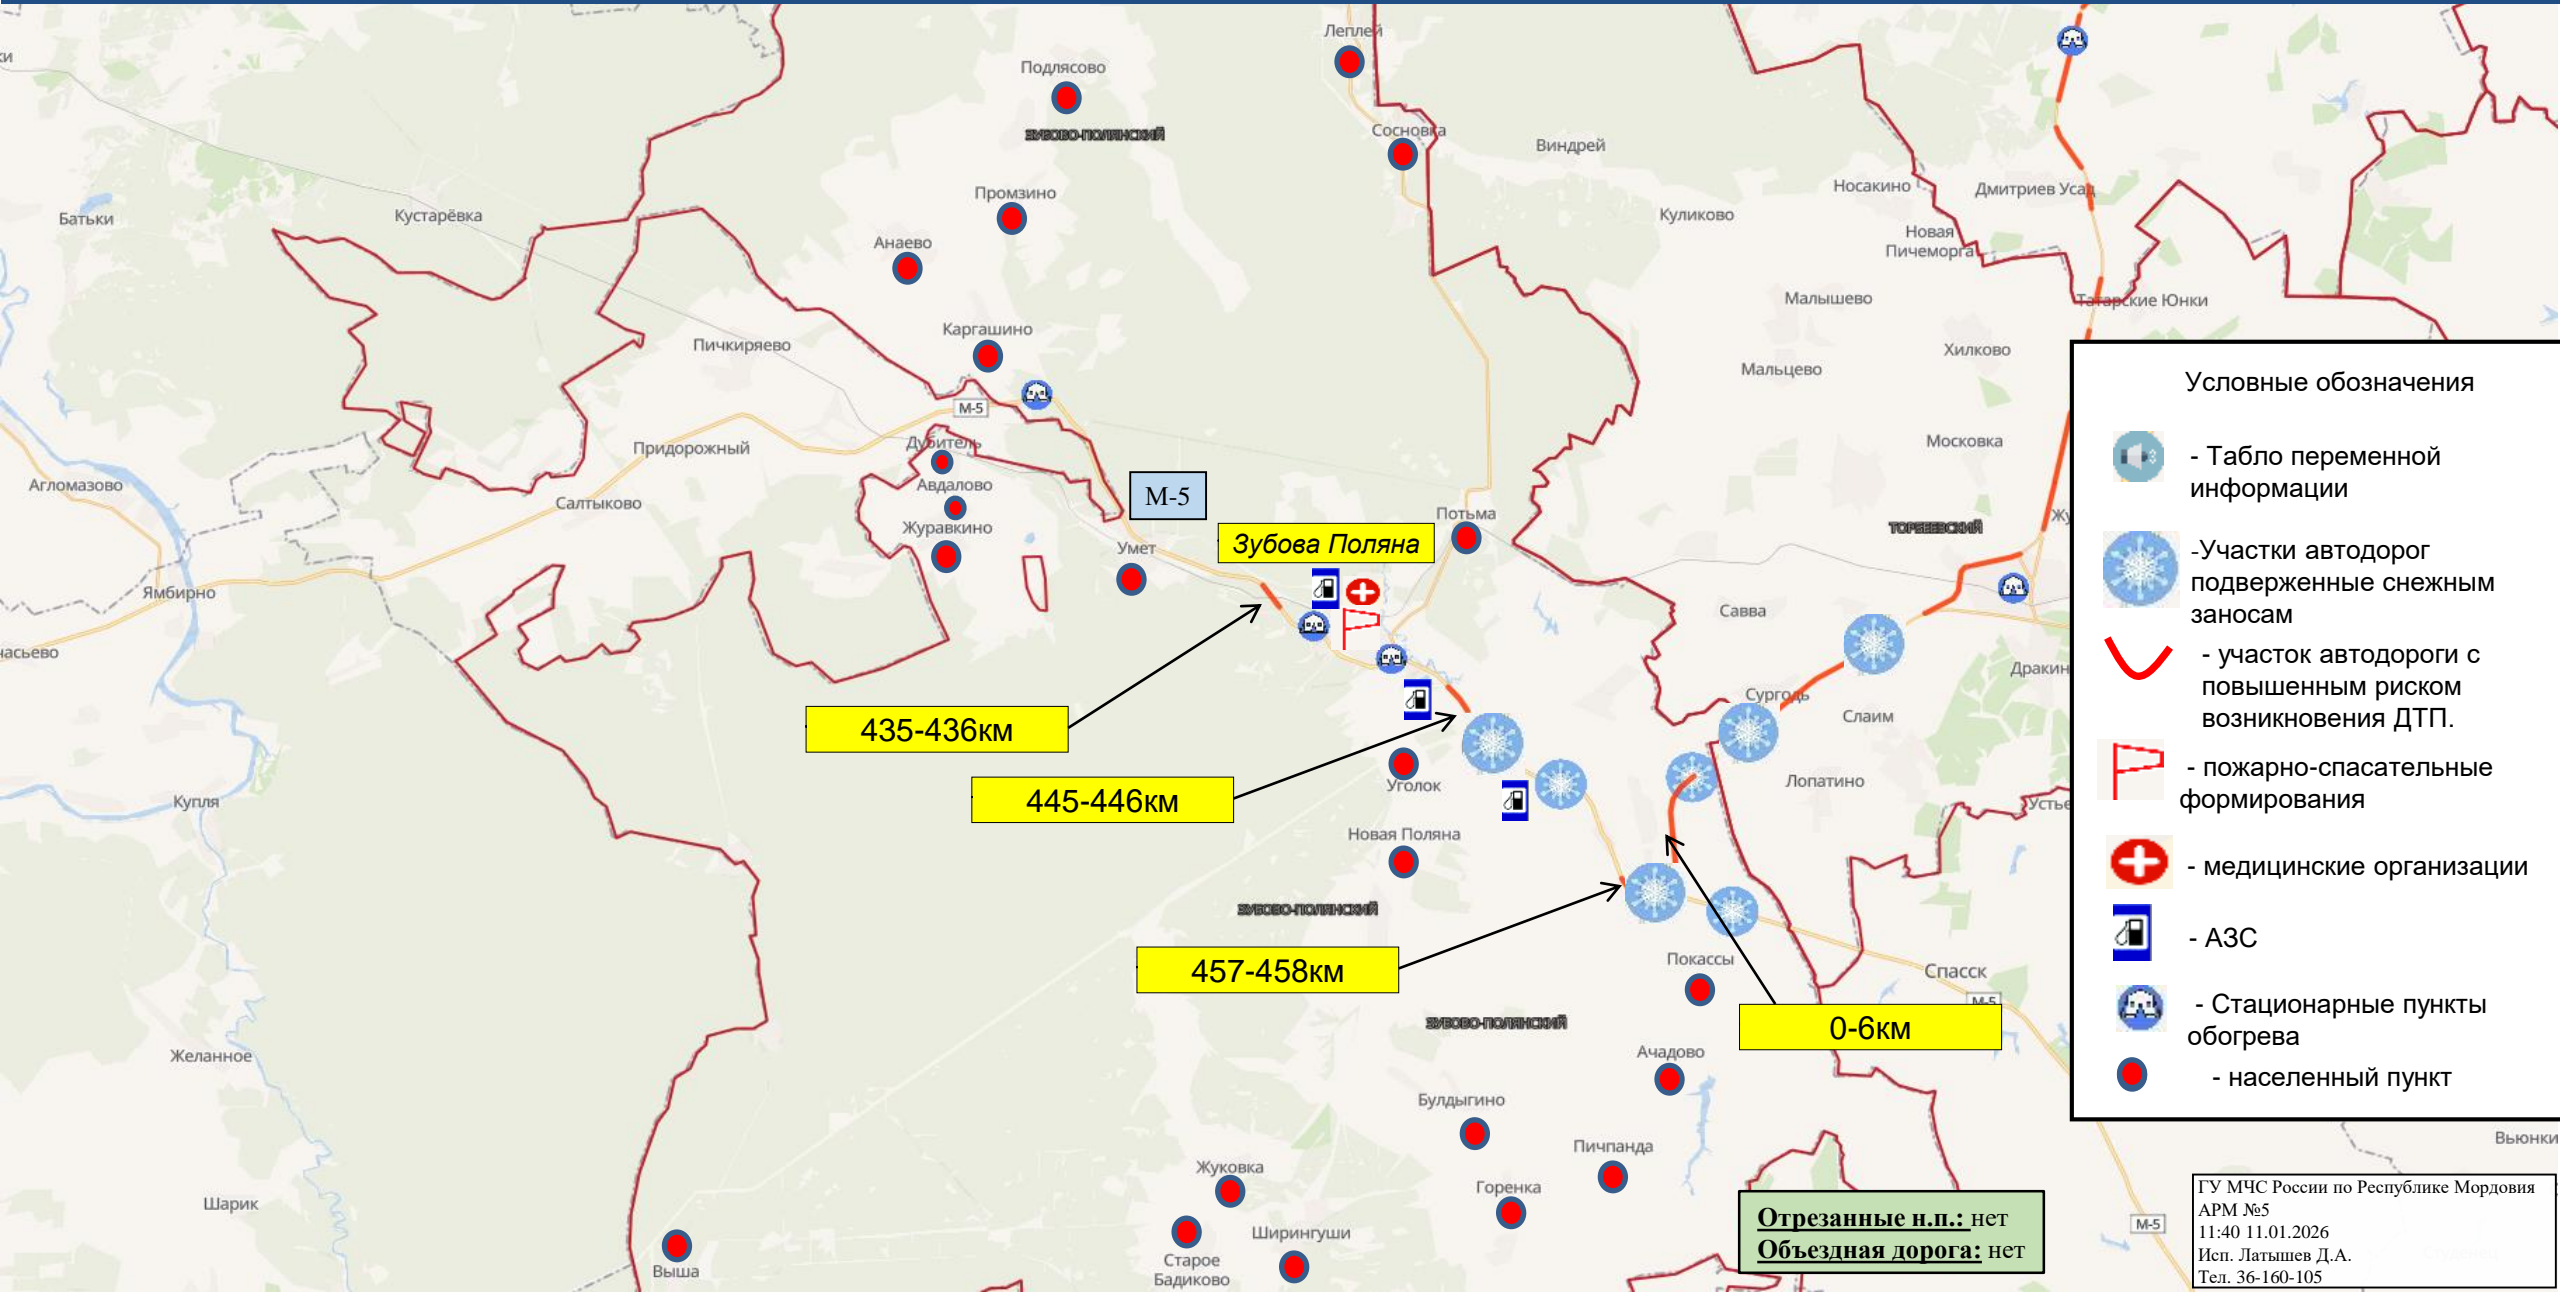 Леплей
Подлясово
ЗУБОВО-ПОЛЯНСКИЙ
Сосновка
Виндрей
Промзино
Носакино
Дмитриев Усад
Батьки
Кустарёвка
Куликово
Анаево
Новая
Пичеморга
Малышево
Татарские Юнки
Каргашино
Пичкиряево
Хилково
Мальцево
М-5
Дубитель
Придорожный
Московка
Агломазово
Авдалово
Салтыково
М-5
Потьма
Журавкино
ТОРБЕЕВСКИЙ
Зубова Поляна
Умет
Ямбирно
Савва
Сургодь
Слаим
435-436км
Лопатино
Уголок
445-446км
Купля
Новая Поляна
ЗУБОВО-ПОЛЯНСКИЙ
Покассы
457-458км
Спасск
М-5
ЗУБОВО-ПОЛЯНСКИЙ
0-6км
Желанное
Ачадово
Булдыгино
Пичпанда
Жуковка
Горенка
Шарик
Ширингуши
Старое
Бадиково
Выша
М-5
Вьюнки
Условные обозначения
- Табло переменной
информации
-Участки автодорог
подверженные снежным
заносам
- участок автодороги с
повышенным риском
возникновения ДТП.
- пожарно-спасательные
формирования
- медицинские организации
- АЗС
- Стационарные пункты
обогрева
- населенный пункт
Отрезанные н.п.: нет
Объездная дорога: нет
ГУ МЧС России по Республике Мордовия
АРМ №5
11:40 11.01.2026
Исп. Латышев Д.А.
Тел. 36-160-105